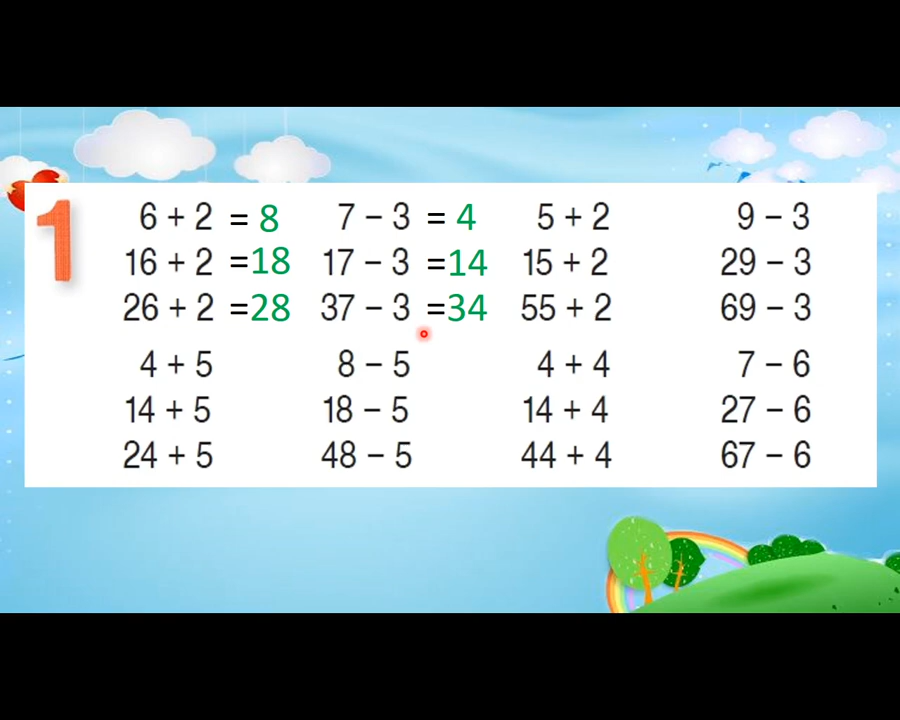 1
6 + 2 = 8 7 − 3 = 4 5 + 2 9 − 3
16 + 2 =18 17 − 3 =14 15 + 2 29 − 3
26 + 2 =28 37 − 3 =34 55 + 2 69 − 3
4 + 5 8 − 5 4 + 4 7 − 6
14 + 5 18 − 5 14 + 4 27 − 6
24 + 5 48 − 5 44 + 4 67 − 6